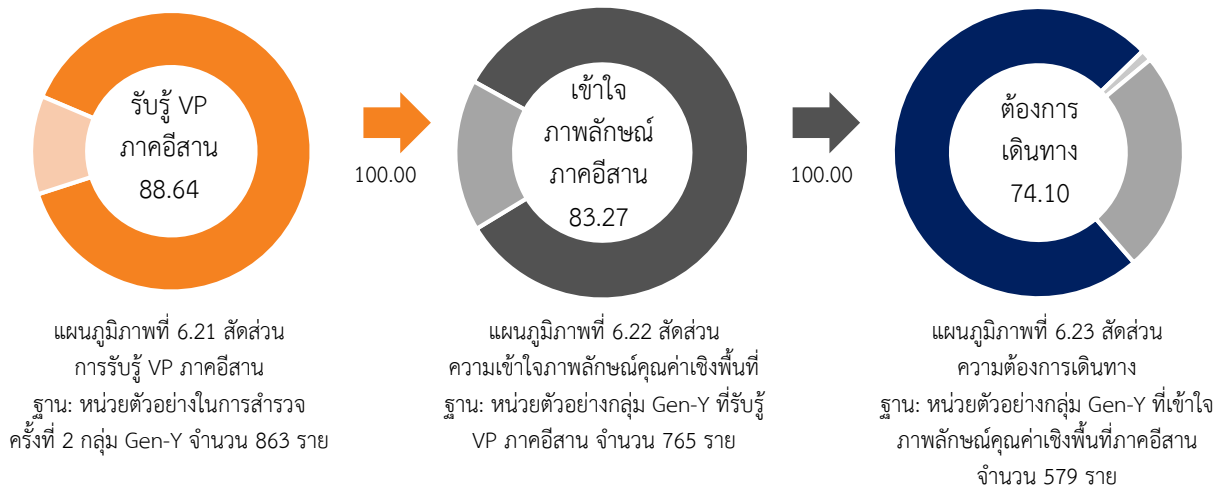 รับรู้ VP
ภาคอีสาน
88.64
100.00
เข้าใจ
ภาพลักษณ์
ภาคอีสาน
83.27
100.00
ต้องการ
เดินทาง
74.10
แผนภูมิภาพที่ 6.21 สัดส่วน
การรับรู้ VP ภาคอีสาน
ฐาน: หน่วยตัวอย่างในการสำรวจ
ครั้งที่ 2 กลุ่ม Gen-Y จำนวน 863 ราย
แผนภูมิภาพที่ 6.22 สัดส่วน
ความเข้าใจภาพลักษณ์คุณค่าเชิงพื้นที่
ฐาน: หน่วยตัวอย่างกลุ่ม Gen-Y ที่รับรู้
VP ภาคอีสาน จำนวน 765 ราย
แผนภูมิภาพที่ 6.23 สัดส่วน
ความต้องการเดินทาง
ฐาน: หน่วยตัวอย่างกลุ่ม Gen-Y ที่เข้าใจ
ภาพลักษณ์คุณค่าเชิงพื้นที่ภาคอีสาน
จำนวน 579 ราย